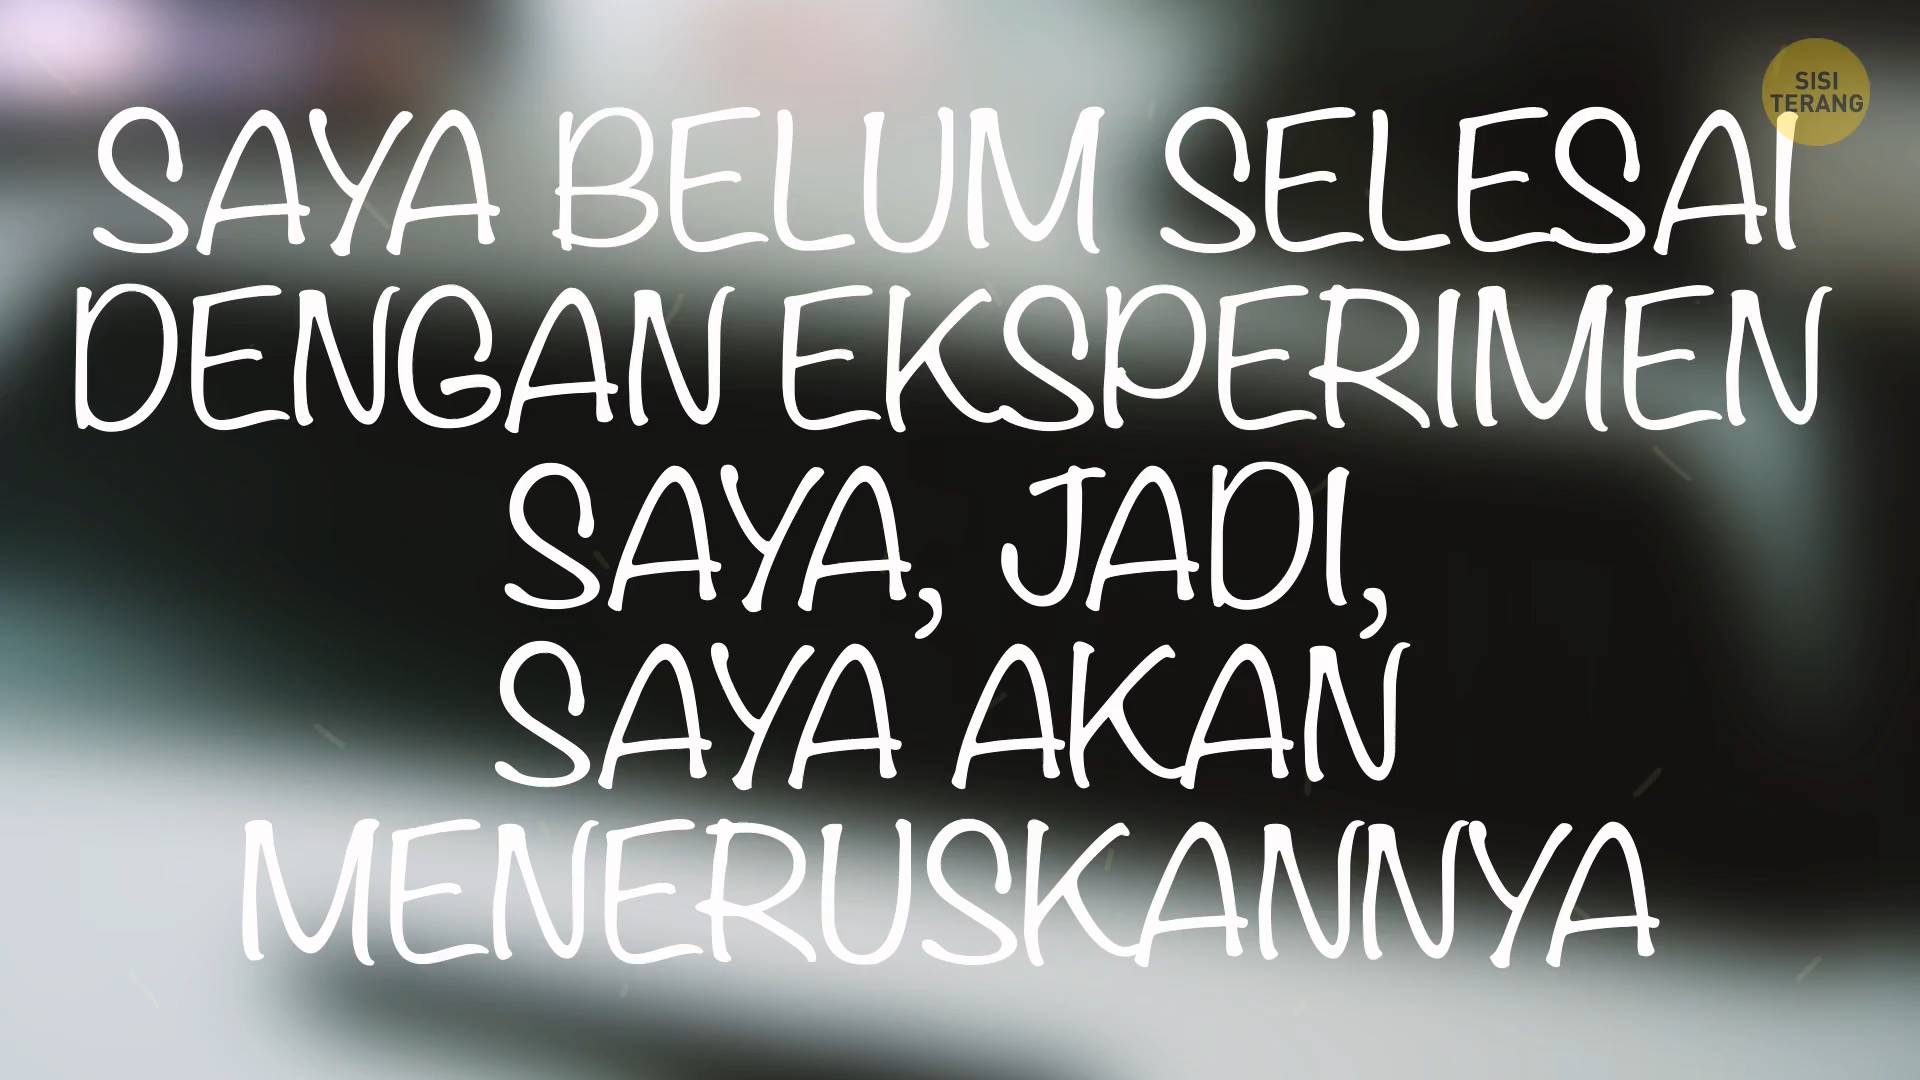 SISI
TERANG
SAYA BELUM SELESAI
DENGAN EKSPERIMEN
SAYA, JADI,
SAYA AKAN
MENERUSKANNYA